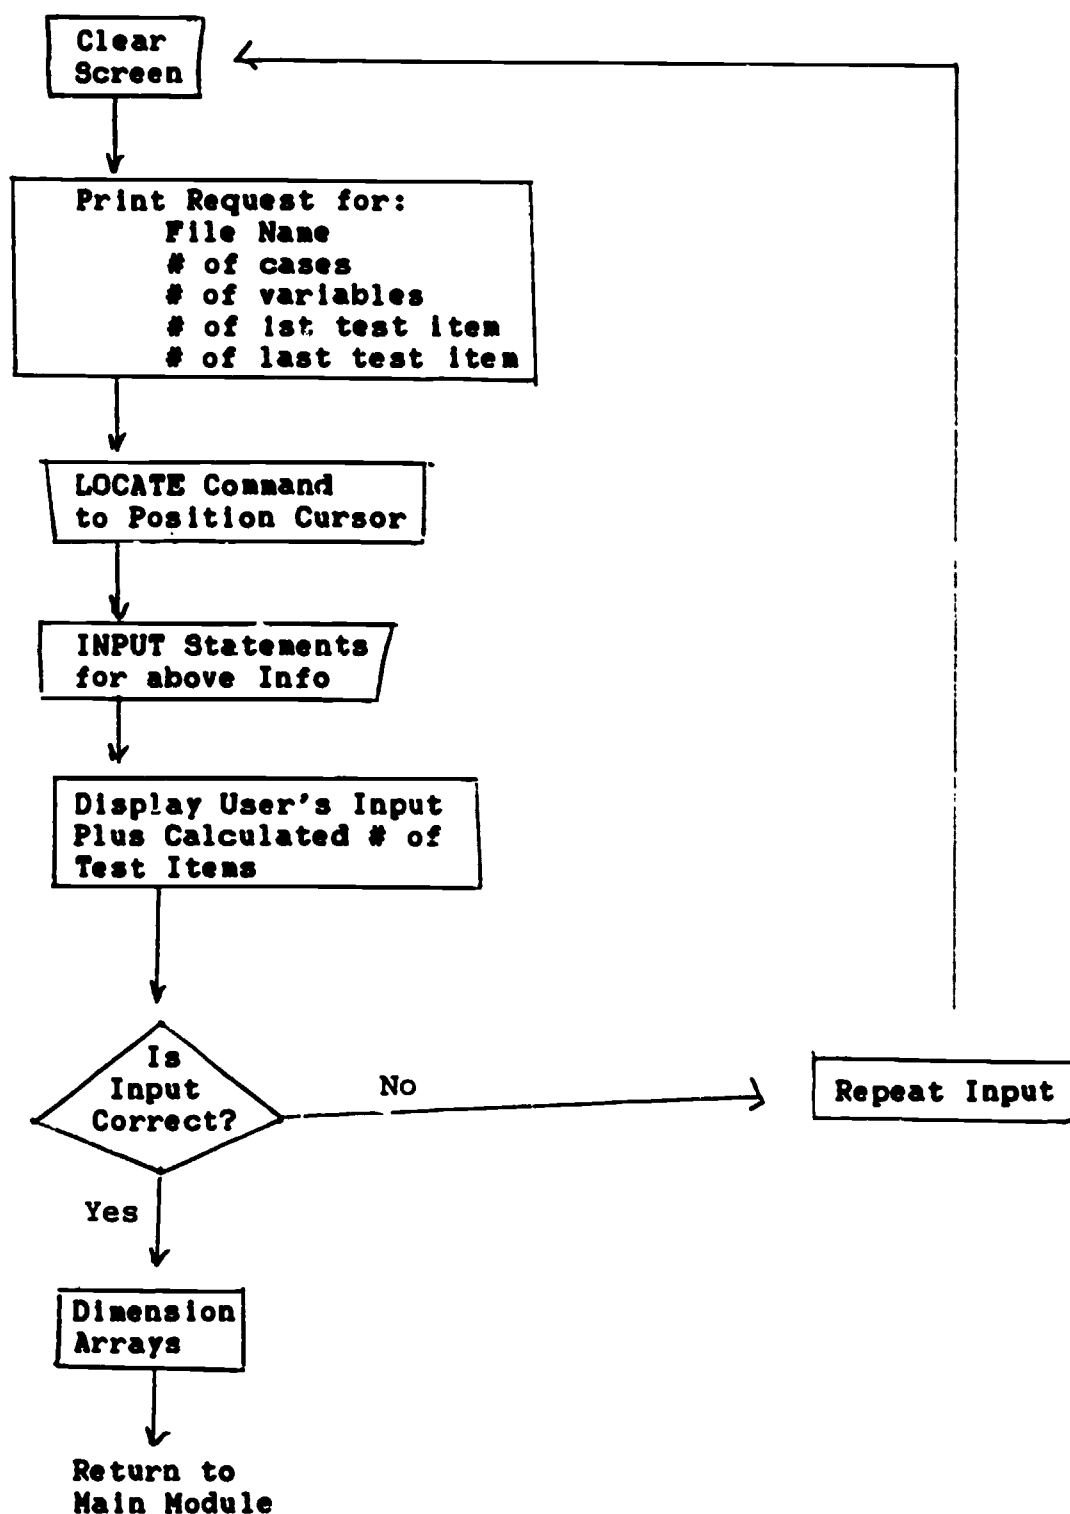 Clear
Screen
Print Request for:
File Name
# of cases
# of variables
# of 1st test item
# of last test item
LOCATE Command
to Position Cursor
INPUT Statements
for above Info
Display User's Input
Plus Calculated # of
Test Items
Is
Input
Correct?
No
Repeat Input
Yes
Dimension
Arrays
Return to
Main Module